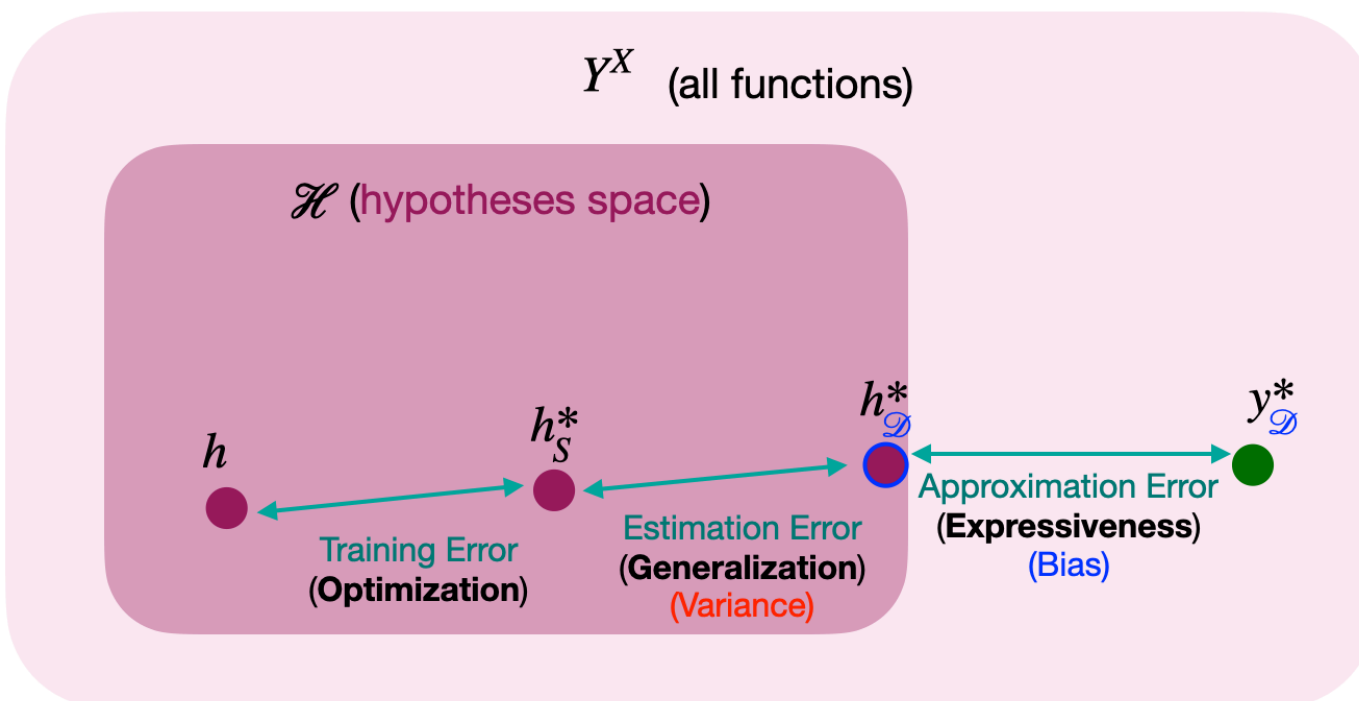 Y^X (all functions)
ℋ (hypotheses space)
h
h*_S
h*_𝒟
y*_𝒟
Training Error
(Optimization)
Estimation Error
(Generalization)
(Variance)
Approximation Error
(Expressiveness)
(Bias)